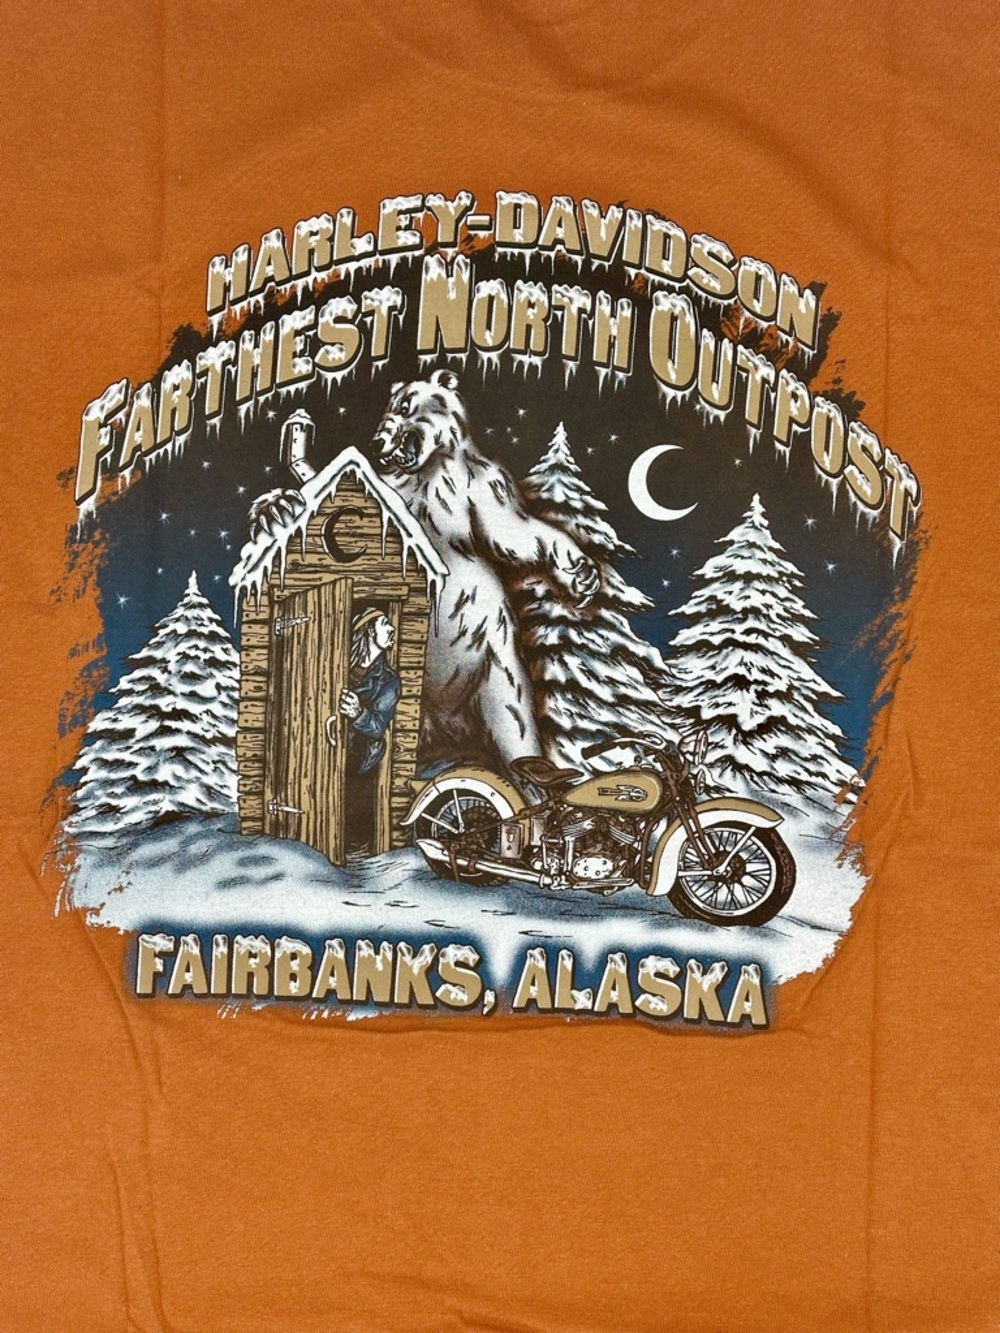 HARLEY-DAVIDSON
FARTHEST NORTH OUTPOST
FAIRBANKS, ALASKA